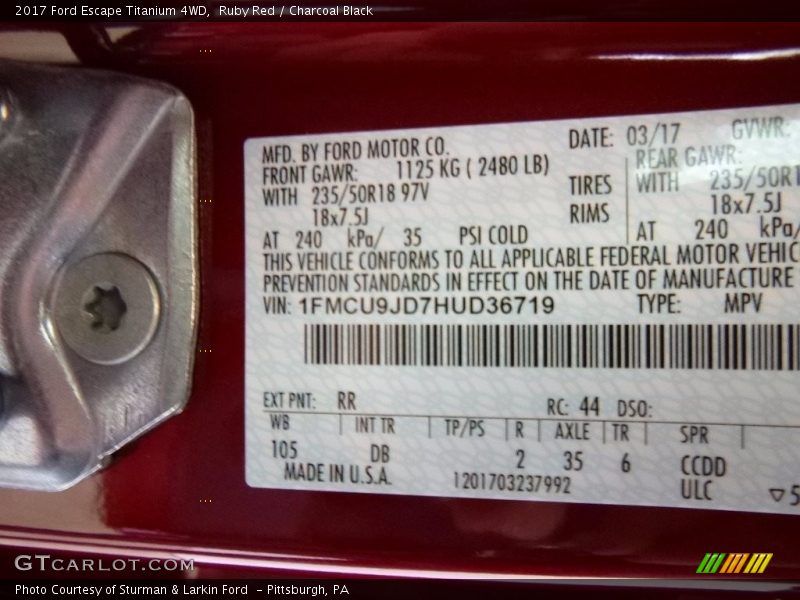 2017 Ford Escape Titanium 4WD, Ruby Red / Charcoal Black
MFD. BY FORD MOTOR CO. DATE: 03/17 GVWR:
FRONT GAWR: 1125 KG ( 2480 LB) REAR GAWR:
WITH 235/50R18 97V TIRES WITH 235/50R1
18x7.5J RIMS 18x7.5J
AT 240 kPa/ 35 PSI COLD AT 240 kPa/
THIS VEHICLE CONFORMS TO ALL APPLICABLE FEDERAL MOTOR VEHIC
PREVENTION STANDARDS IN EFFECT ON THE DATE OF MANUFACTURE
VIN: 1FMCU9JD7HUD36719 TYPE: MPV
EXT PNT: RR RC: 44 DSO:
WB INT TR TP/PS R AXLE TR SPR
105 DB 2 35 6 CCDD
MADE IN U.S.A. 1201703237992 ULC ▽5
GTCARLOT.COM
Photo Courtesy of Sturman & Larkin Ford - Pittsburgh, PA